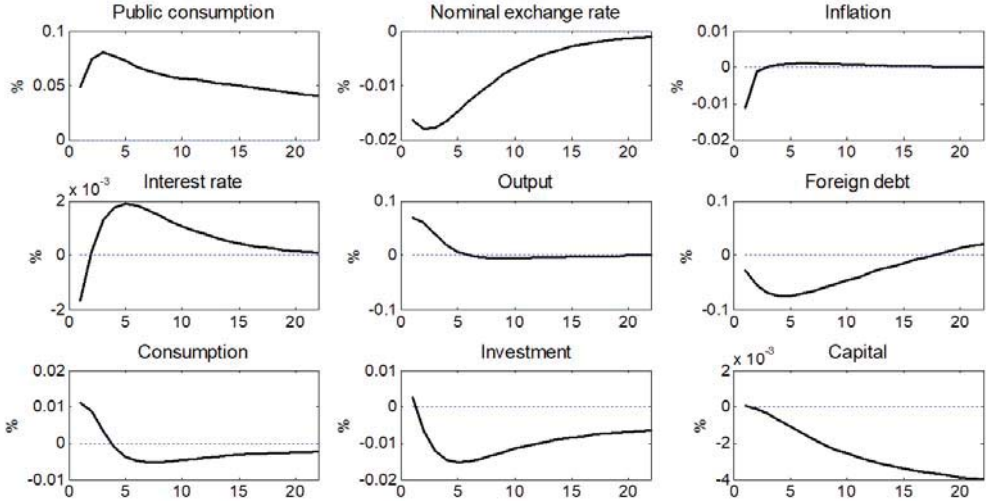 Public consumption
0.1
0.05
0
%
0 5 10 15 20
Nominal exchange rate
0
-0.01
-0.02
%
0 5 10 15 20
Inflation
0.01
0
-0.01
-0.02
%
0 5 10 15 20
Interest rate
x 10⁻³
2
0
-2
%
0 5 10 15 20
Output
0.1
0
-0.1
%
0 5 10 15 20
Foreign debt
0.1
0
-0.1
%
0 5 10 15 20
Consumption
0.02
0.01
0
-0.01
%
0 5 10 15 20
Investment
0.01
0
-0.01
-0.02
%
0 5 10 15 20
Capital
x 10⁻³
2
0
-2
-4
%
0 5 10 15 20